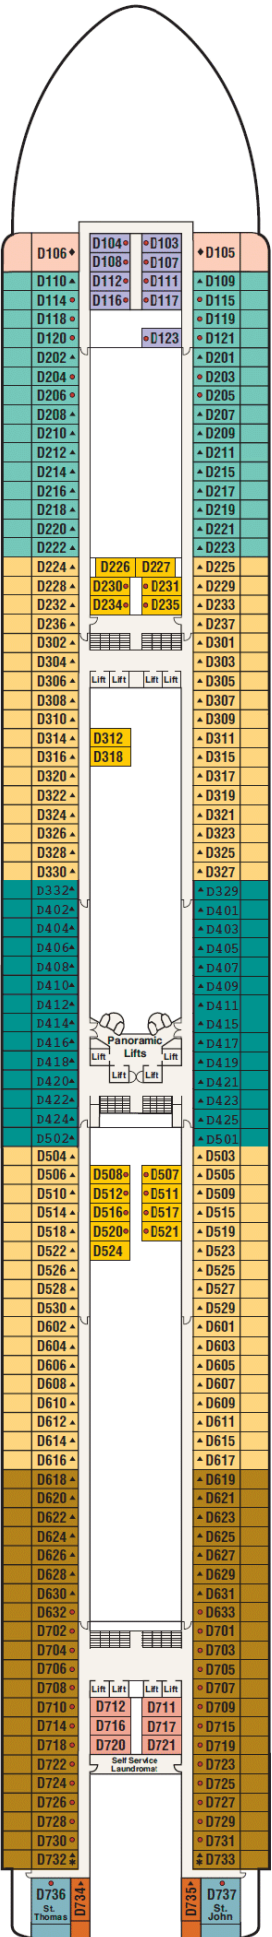 D106 D104 D103 D105
D108 D107
D110 D112 D111 D109
D114 D116 D117 D115
D118 D119
D120 D123 D121
D202 D201
D204 D203
D206 D205
D208 D207
D210 D209
D212 D211
D214 D215
D216 D217
D218 D219
D220 D221
D222 D223
D224 D226 D227 D225
D228 D230 D231 D229
D232 D234 D235 D233
D236 D237
D302 D301
D304 D303
D306 Lift Lift Lift Lift D305
D308 D307
D310 D309
D314 D312 D311
D316 D318 D315
D320 D317
D322 D319
D324 D321
D326 D323
D328 D325
D330 D327
D332 D329
D402 D401
D404 D403
D406 D405
D408 D407
D410 D409
D412 D411
D414 D415
D416 Panoramic D417
Lifts
D418 Lift Lift D419
D420 Lift Lift D421
D422 D423
D424 D425
D502 D501
D504 D503
D506 D508 D507 D505
D510 D512 D511 D509
D514 D516 D517 D515
D518 D520 D521 D519
D522 D524 D523
D526 D525
D528 D527
D530 D529
D602 D601
D604 D603
D606 D605
D608 D607
D610 D609
D612 D611
D614 D615
D616 D617
D618 D619
D620 D621
D622 D623
D624 D625
D626 D627
D628 D629
D630 D631
D632 D633
D702 D701
D704 D703
D706 D705
D708 Lift Lift Lift Lift D707
D710 D712 D711 D709
D714 D716 D717 D715
D718 D720 D721 D719
D722 Self Service D723
Laundromat
D724 D725
D726 D727
D728 D729
D730 D731
D732 D733
D736 D734 D735 D737
St. Thomas St. John